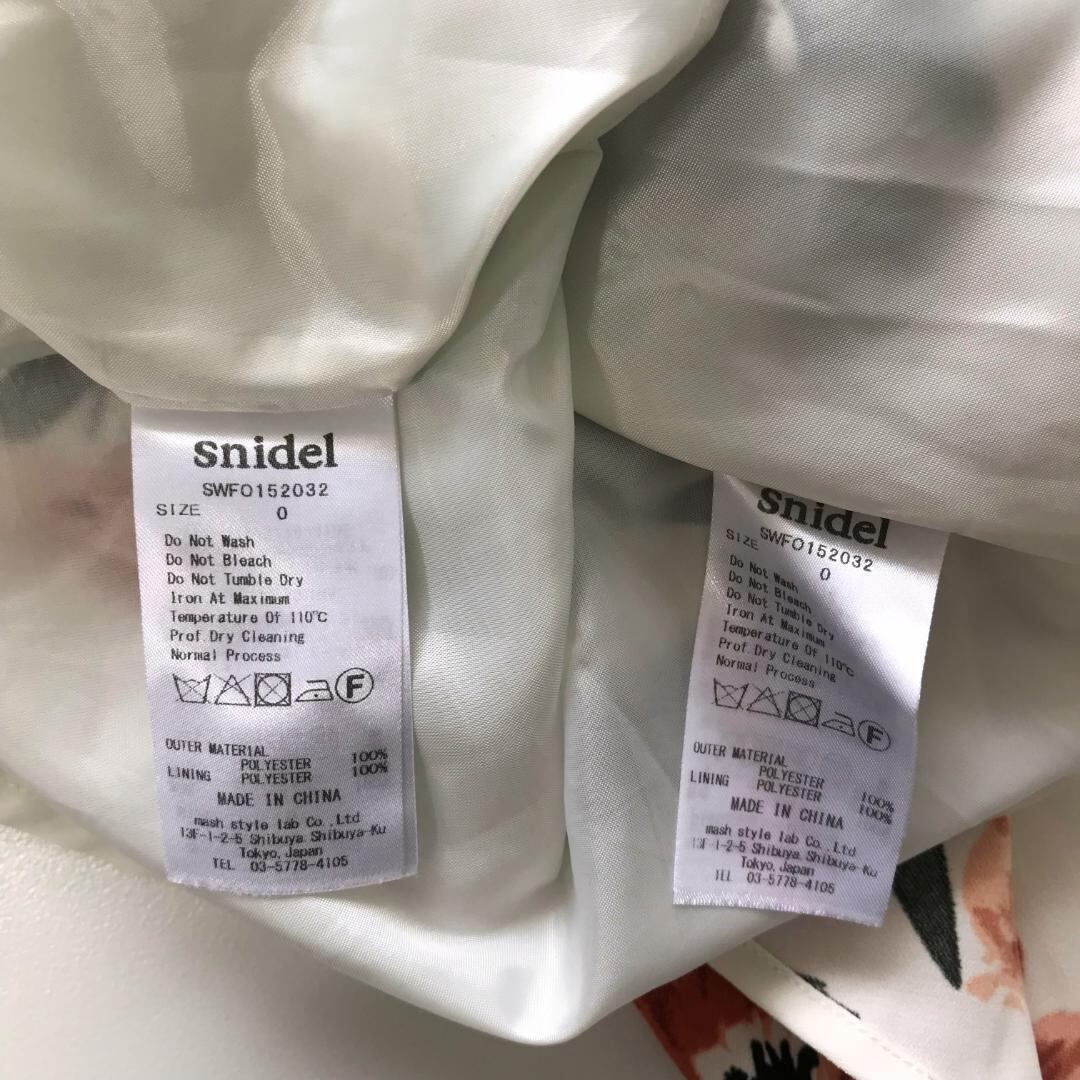 snidel
SWFO152032
SIZE 0
Do Not Wash
Do Not Bleach
Do Not Tumble Dry
Iron At Maximum
Temperature Of 110℃
Prof.Dry Cleaning
Normal Process
F
OUTER MATERIAL
POLYESTER 100%
LINING POLYESTER 100%
MADE IN CHINA
mash style lab Co.,Ltd
13F-1-2-5 Shibuya Shibuya-Ku
Tokyo,Japan
TEL 03-5778-4105
snidel
SWFO152032
SIZE 0
Do Not Wash
Do Not Bleach
Do Not Tumble Dry
Iron At Maximum
Temperature Of 110℃
Prof.Dry Cleaning
Normal Process
F
OUTER MATERIAL
POLYESTER 100%
LINING POLYESTER 100%
MADE IN CHINA
mash style lab Co.,Ltd
13F-1-2-5 Shibuya Shibuya-Ku
Tokyo,Japan
TEL 03-5778-4105